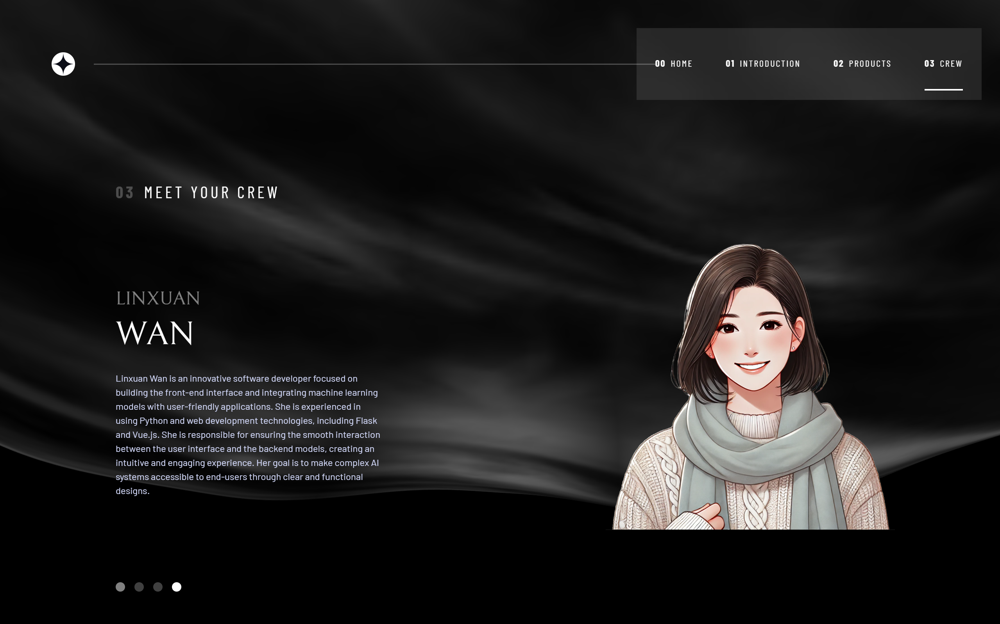 00 HOME 01 INTRODUCTION 02 PRODUCTS 03 CREW
03 MEET YOUR CREW
LINXUAN
WAN
Linxuan Wan is an innovative software developer focused on
building the front-end interface and integrating machine learning
models with user-friendly applications. She is experienced in
using Python and web development technologies, including Flask
and Vue.js. She is responsible for ensuring the smooth interaction
between the user interface and the backend models, creating an
intuitive and engaging experience. Her goal is to make complex AI
systems accessible to end-users through clear and functional
designs.